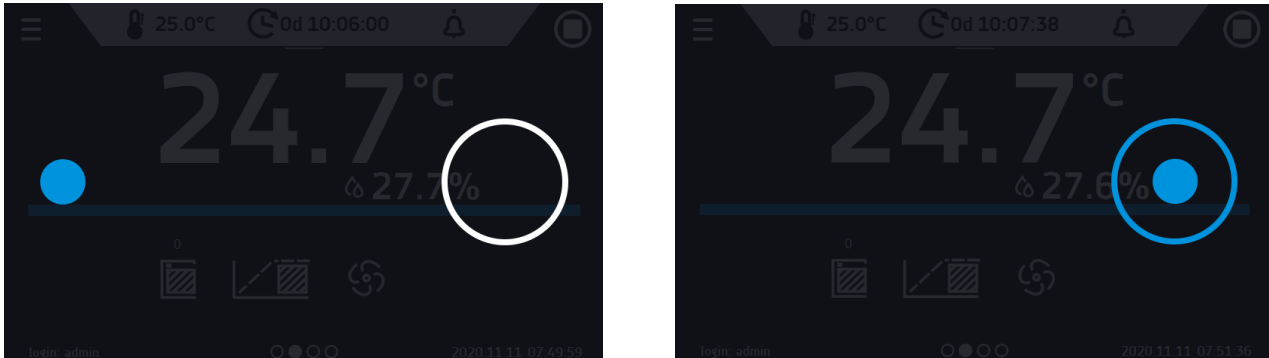 25.0°C 0d 10:06:00
24.7°C
27.7%
0
login: admin 2020.11.11 07:49:59
25.0°C 0d 10:07:38
24.7°C
27.6%
0
login: admin 2020.11.11 07:51:36